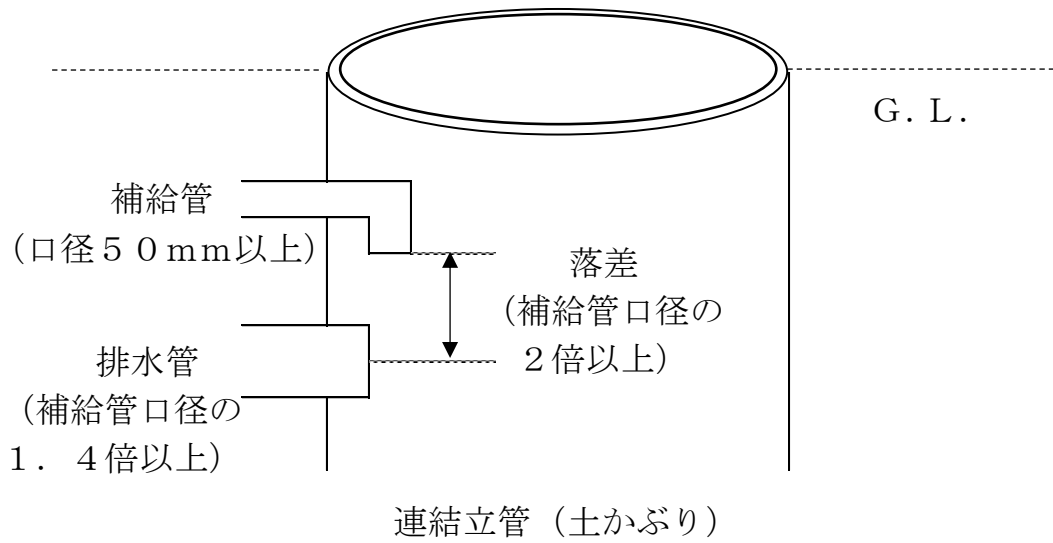 Ｇ．Ｌ．
補給管
（口径５０ｍｍ以上）
落差
（補給管口径の
２倍以上）
排水管
（補給管口径の
１．４倍以上）
連結立管（土かぶり）